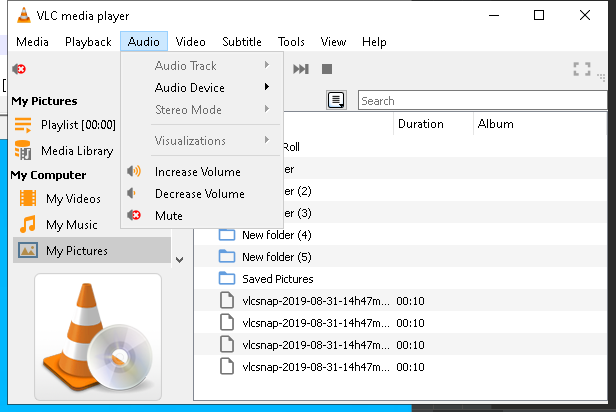 VLC media player
Media Playback Audio Video Subtitle Tools View Help
Audio Track
Audio Device
Stereo Mode
Visualizations
Increase Volume
Decrease Volume
Mute
My Pictures
Playlist [00:00]
Media Library
My Computer
My Videos
My Music
My Pictures
Search
Duration Album
Roll
er
er (2)
er (3)
New folder (4)
New folder (5)
Saved Pictures
vlcsnap-2019-08-31-14h47m... 00:10
vlcsnap-2019-08-31-14h47m... 00:10
vlcsnap-2019-08-31-14h47m... 00:10
vlcsnap-2019-08-31-14h47m... 00:10